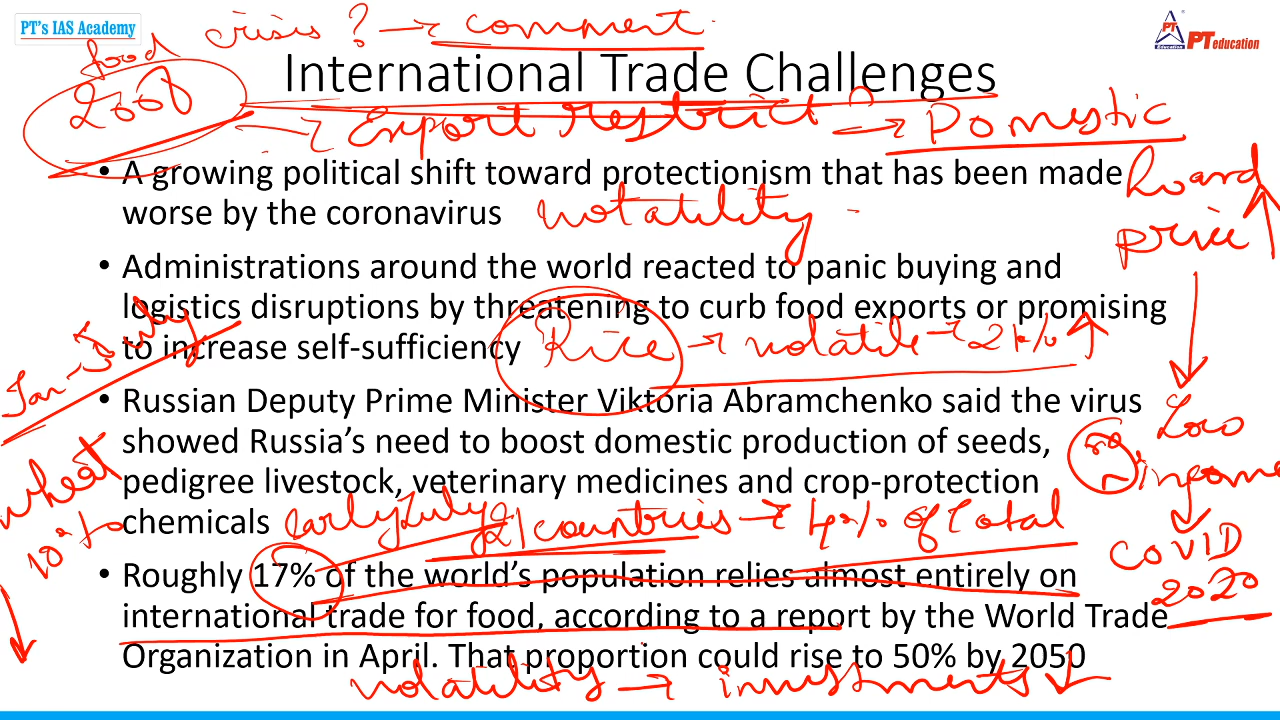 PT's IAS Academy
food crisis ? → comment
PT education
Education
International Trade Challenges
2008
→ Export restrict → Domestic
• A growing political shift toward protectionism that has been made
hoard
worse by the coronavirus
volatility
price ↑
• Administrations around the world reacted to panic buying and
logistics disruptions by threatening to curb food exports or promising
to increase self-sufficiency
Rice → volatile → 21% ↑
Jan-July
• Russian Deputy Prime Minister Viktoria Abramchenko said the virus
showed Russia's need to boost domestic production of seeds,
pedigree livestock, veterinary medicines and crop-protection
chemicals
Low
income
wheat
10%
Early July 21 countries → 4% of total
COVID
2020
• Roughly 17% of the world's population relies almost entirely on
international trade for food, according to a report by the World Trade
Organization in April. That proportion could rise to 50% by 2050
volatility → investments ↓